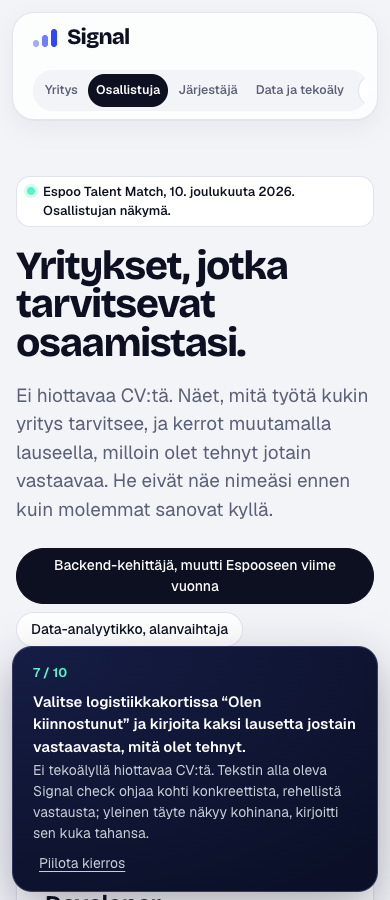 Signal
Yritys
Osallistuja
Järjestäjä
Data ja tekoäly
Espoo Talent Match, 10. joulukuuta 2026.
Osallistujan näkymä.
Yritykset, jotka
tarvitsevat
osaamistasi.
Ei hiottavaa CV:tä. Näet, mitä työtä kukin
yritys tarvitsee, ja kerrot muutamalla
lauseella, milloin olet tehnyt jotain
vastaavaa. He eivät näe nimeäsi ennen
kuin molemmat sanovat kyllä.
Backend-kehittäjä, muutti Espooseen viime
vuonna
Data-analyytikko, alanvaihtaja
7 / 10
Valitse logistiikkakortissa “Olen
kiinnostunut” ja kirjoita kaksi lausetta jostain
vastaavasta, mitä olet tehnyt.
Ei tekoälyllä hiottavaa CV:tä. Tekstin alla oleva
Signal check ohjaa kohti konkreettista, rehellistä
vastausta; yleinen täyte näkyy kohinana, kirjoitti
sen kuka tahansa.
Piilota kierros